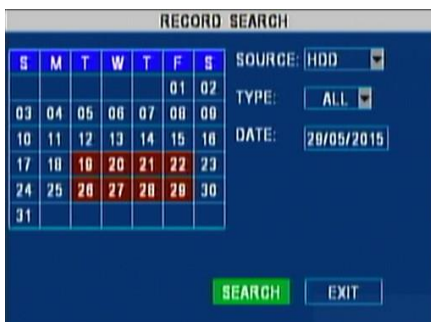 RECORD SEARCH
S M T W T F S
01 02
03 04 05 06 07 08 09
10 11 12 13 14 15 16
17 18 19 20 21 22 23
24 25 26 27 28 29 30
31
SOURCE: HDD
TYPE: ALL
DATE: 29/05/2015
SEARCH EXIT